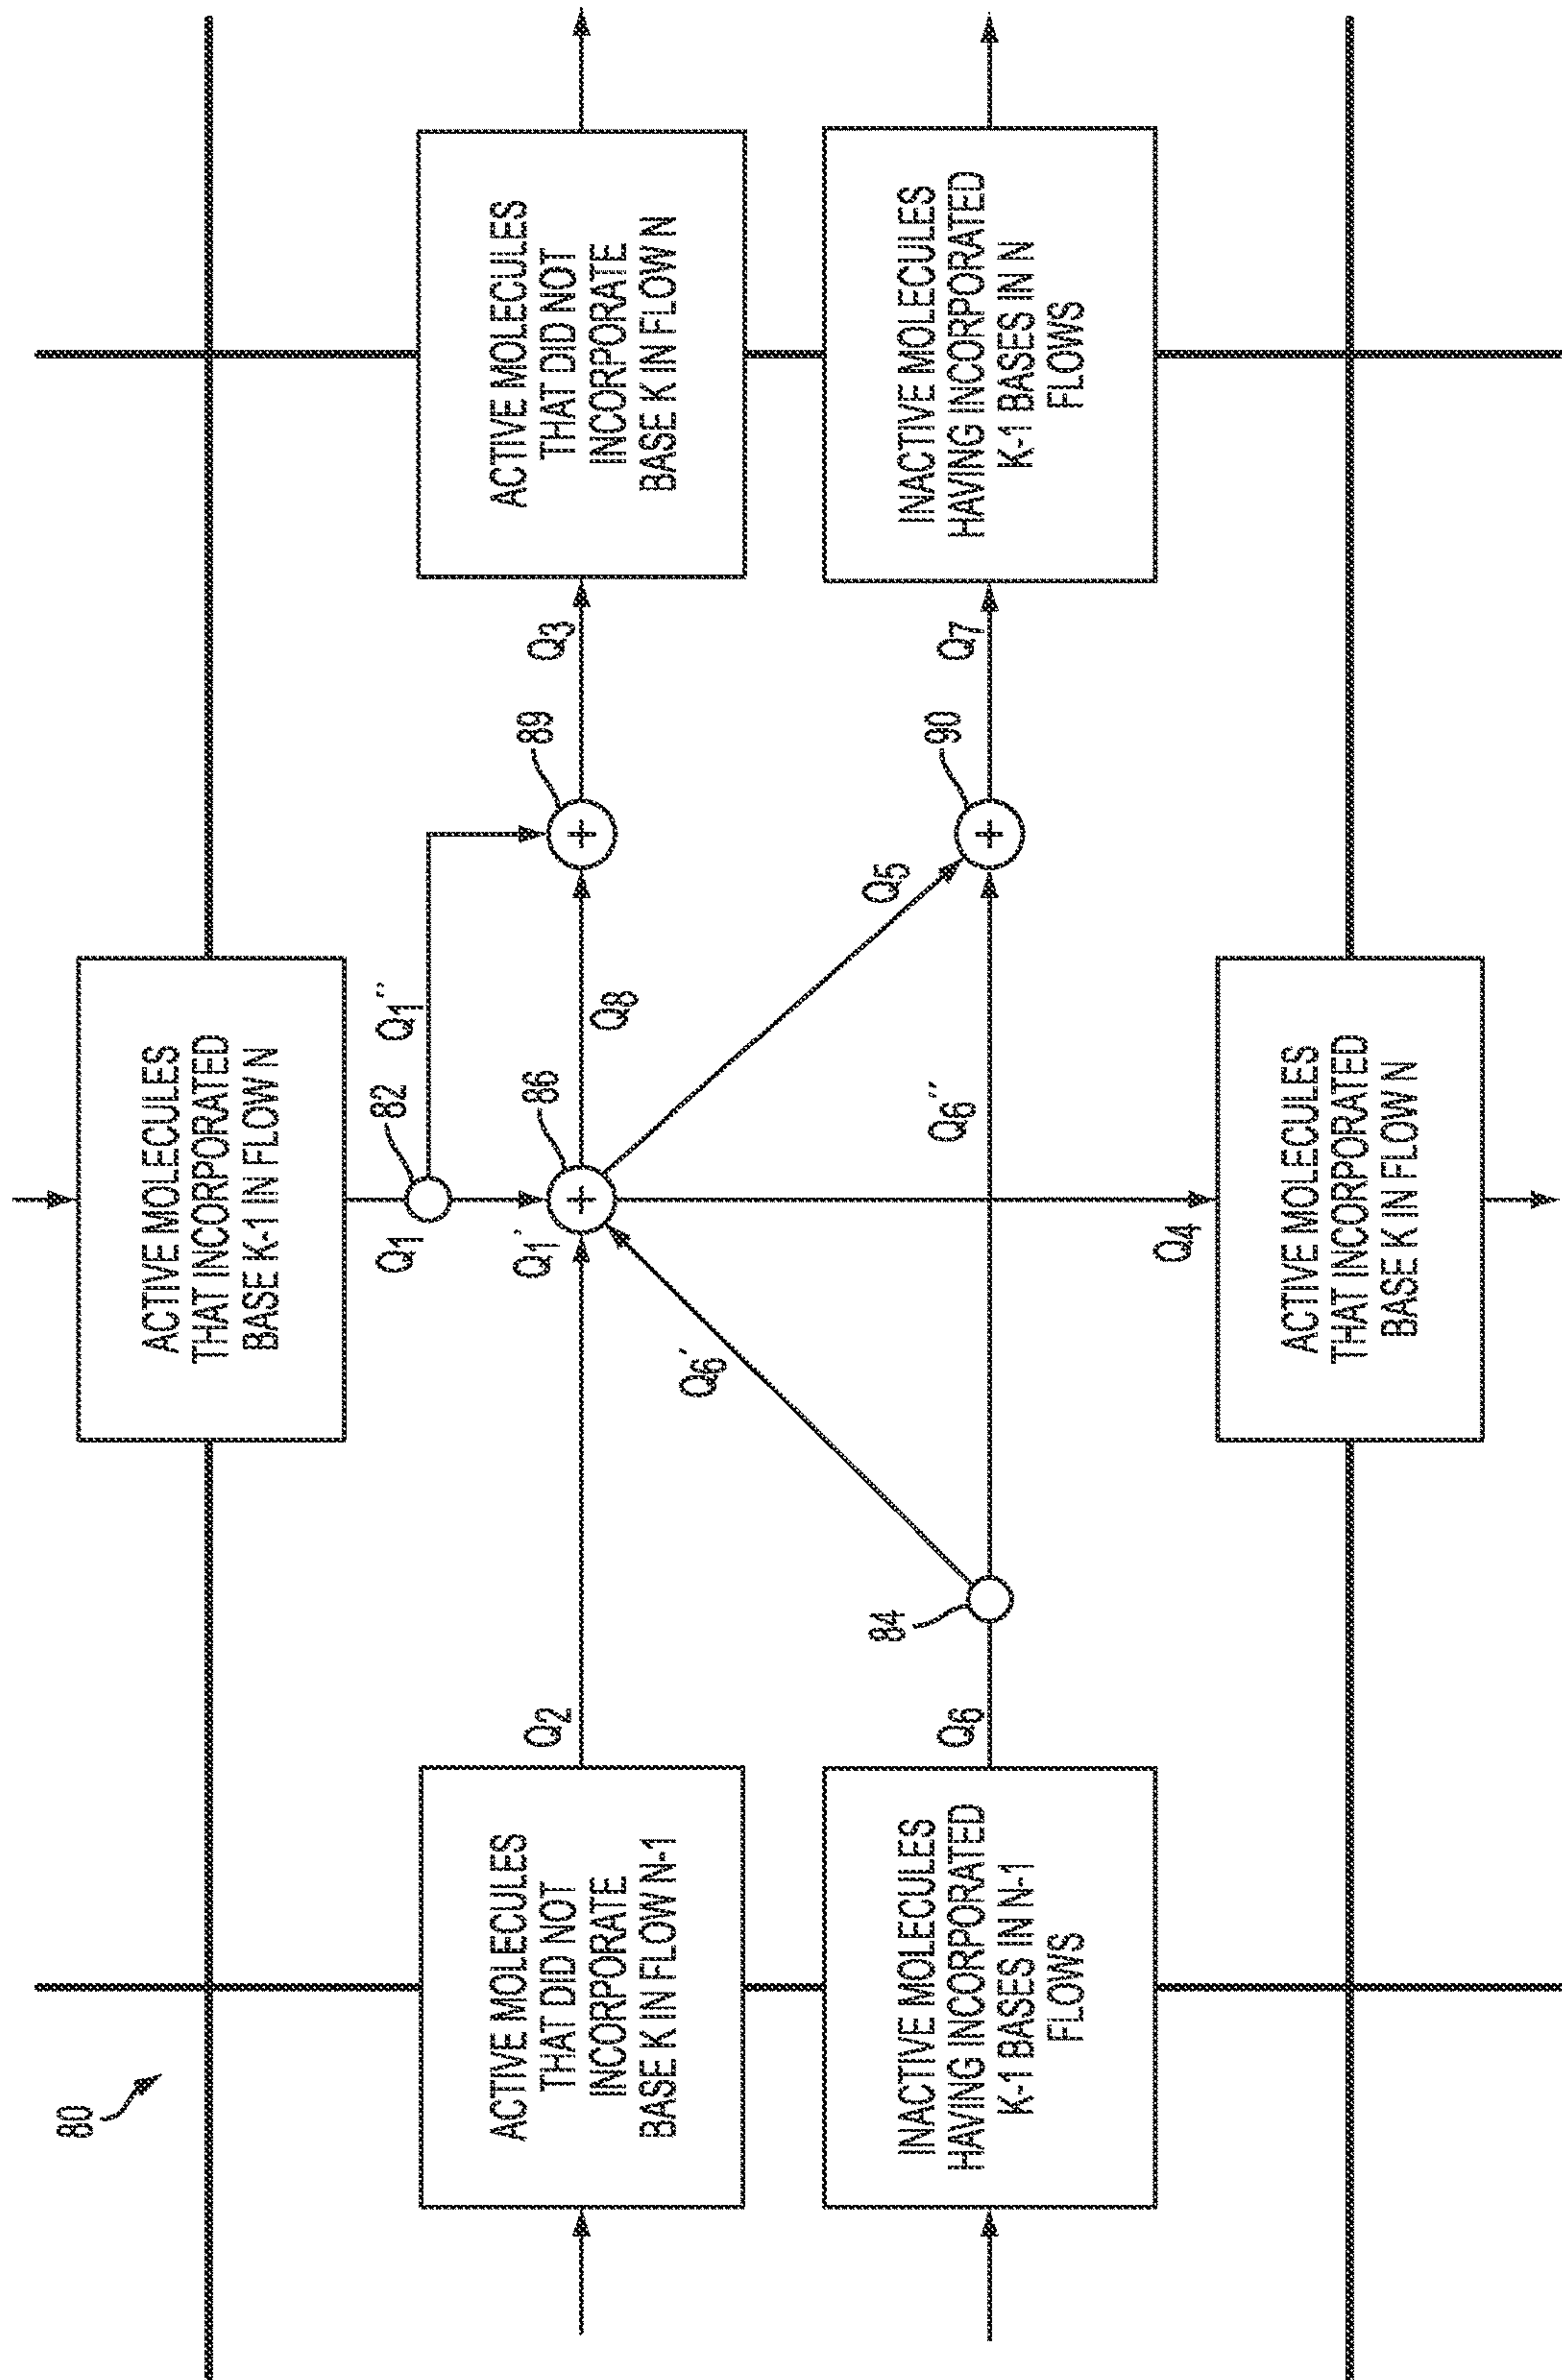 80
ACTIVE MOLECULES
THAT INCORPORATED
BASE K-1 IN FLOW N
Q1
82
Q1''
Q1'
86
89
ACTIVE MOLECULES
THAT DID NOT
INCORPORATE
BASE K IN FLOW N-1
Q2
Q8
Q3
ACTIVE MOLECULES
THAT DID NOT
INCORPORATE
BASE K IN FLOW N
Q6'
Q5
84
90
INACTIVE MOLECULES
HAVING INCORPORATED
K-1 BASES IN N-1
FLOWS
Q6
Q6''
Q7
INACTIVE MOLECULES
HAVING INCORPORATED
K-1 BASES IN N
FLOWS
Q4
ACTIVE MOLECULES
THAT INCORPORATED
BASE K IN FLOW N
+
+
+